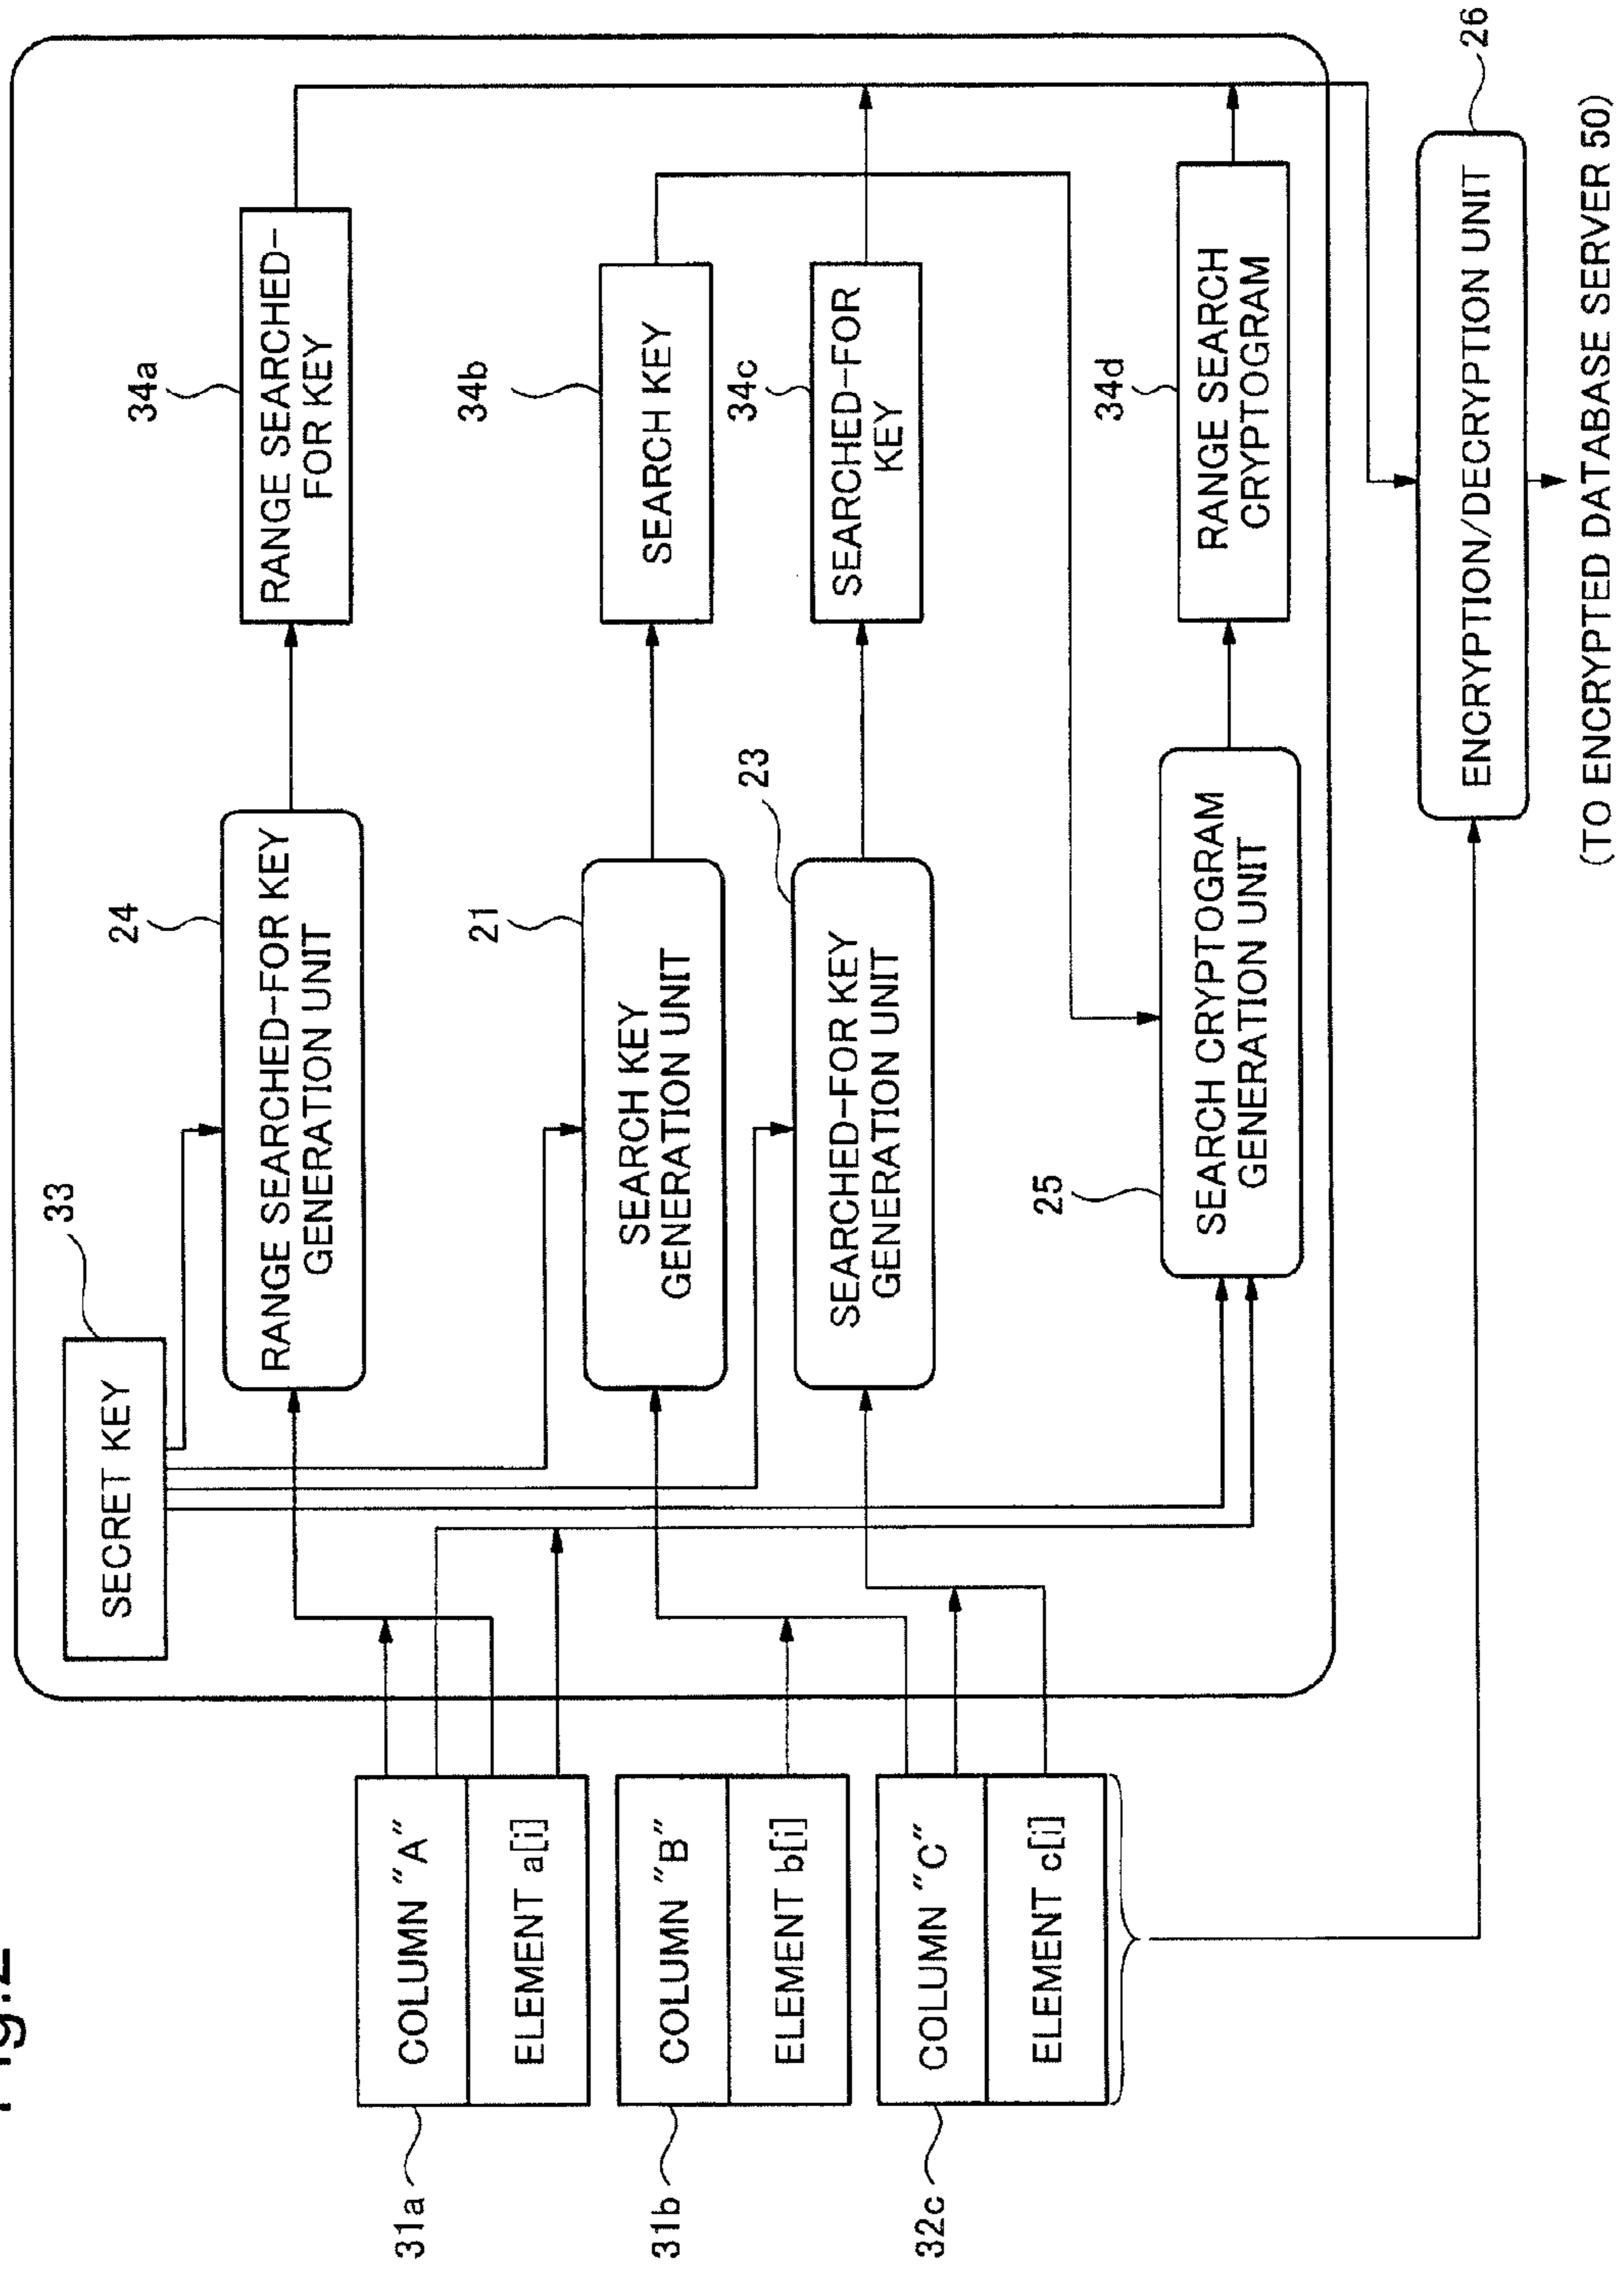 Fig.2
33
SECRET KEY
24
RANGE SEARCHED-FOR KEY
GENERATION UNIT
34a
RANGE SEARCHED-
FOR KEY
31a
COLUMN "A"
ELEMENT a[i]
21
SEARCH KEY
GENERATION UNIT
34b
SEARCH KEY
31b
COLUMN "B"
ELEMENT b[i]
23
SEARCHED-FOR KEY
GENERATION UNIT
34c
SEARCHED-FOR
KEY
32c
COLUMN "C"
ELEMENT c[i]
25
SEARCH CRYPTOGRAM
GENERATION UNIT
34d
RANGE SEARCH
CRYPTOGRAM
26
ENCRYPTION/DECRYPTION UNIT
(TO ENCRYPTED DATABASE SERVER 50)